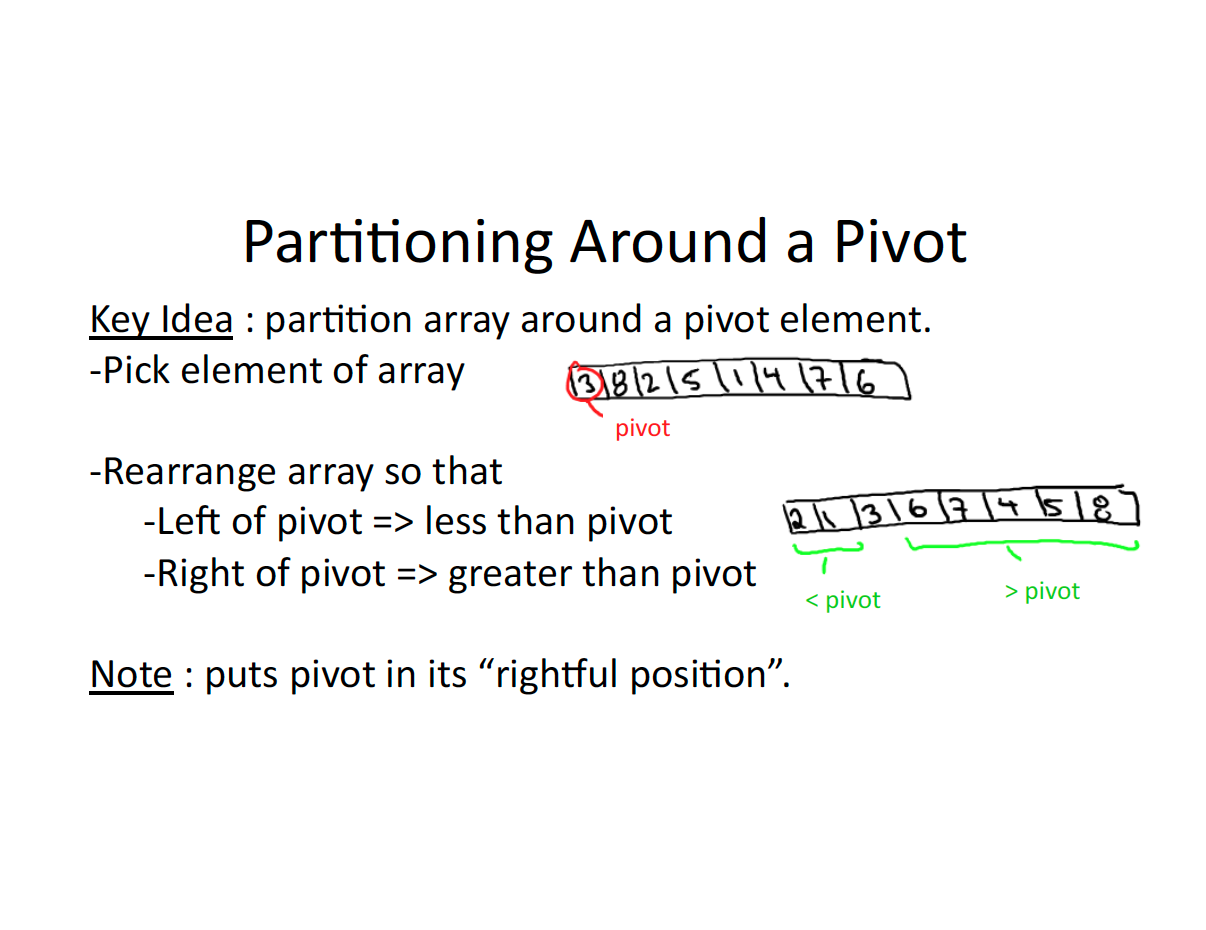 Partitioning Around a Pivot
Key Idea : partition array around a pivot element.
-Pick element of array
3 8 2 5 1 4 7 6
pivot
-Rearrange array so that
-Left of pivot => less than pivot
2 1 3 6 7 4 5 8
-Right of pivot => greater than pivot
< pivot
> pivot
Note : puts pivot in its “rightful position”.